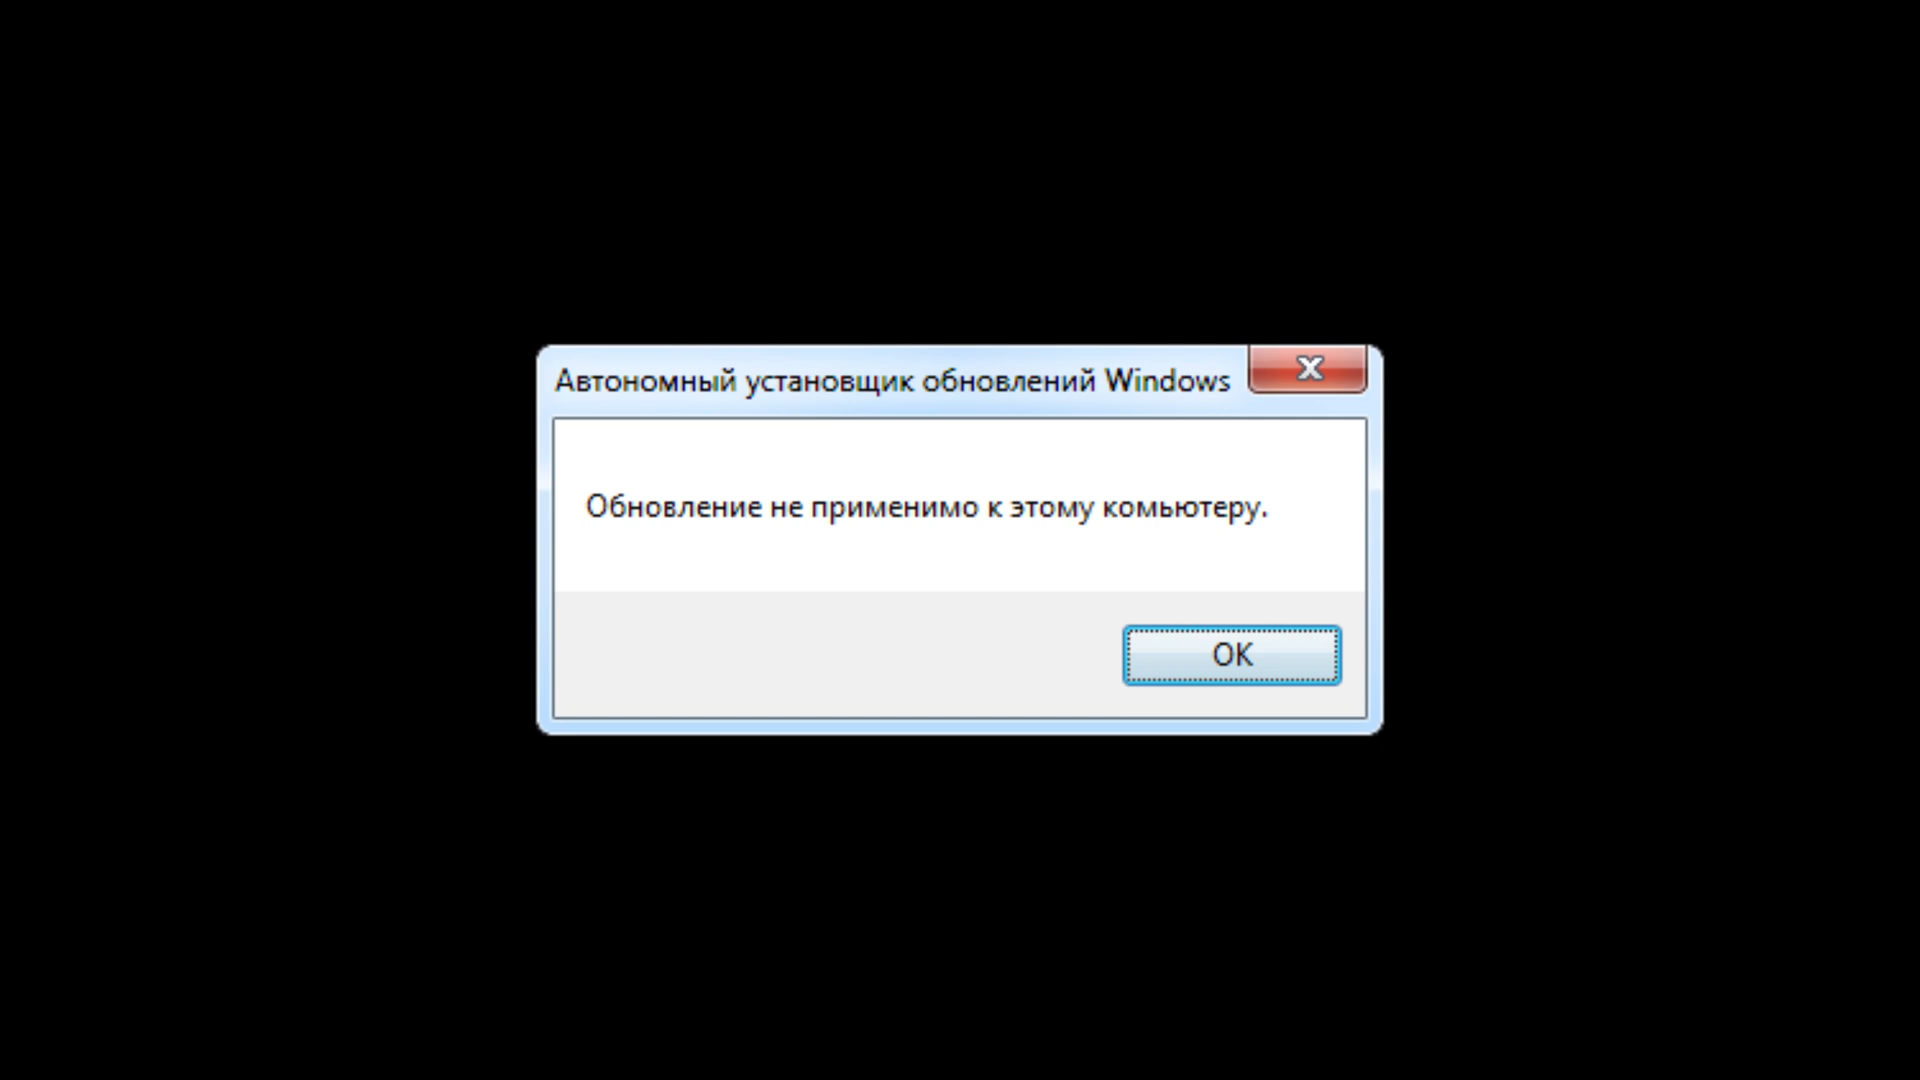 Автономный установщик обновлений Windows
Обновление не применимо к этому комьютеру.
OK